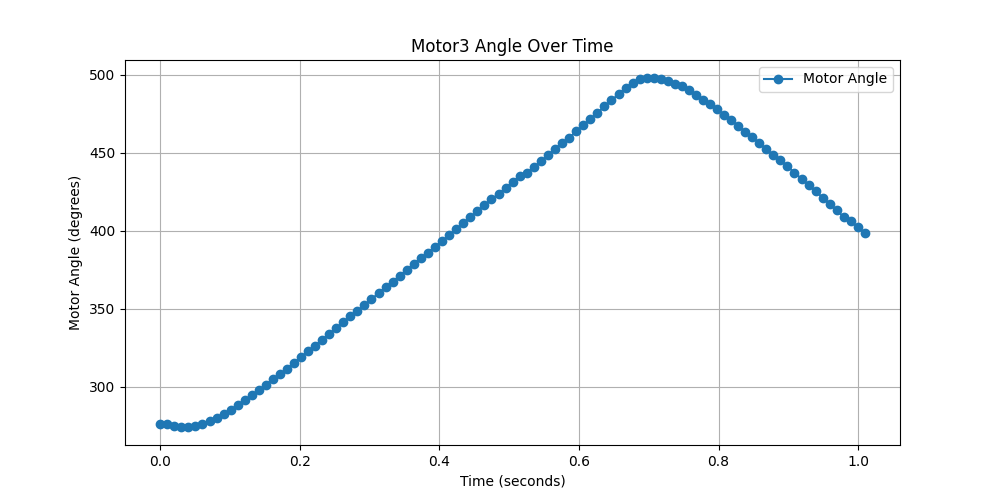 Motor3 Angle Over Time
Motor Angle
Motor Angle (degrees)
500
450
400
350
300
0.0 0.2 0.4 0.6 0.8 1.0
Time (seconds)